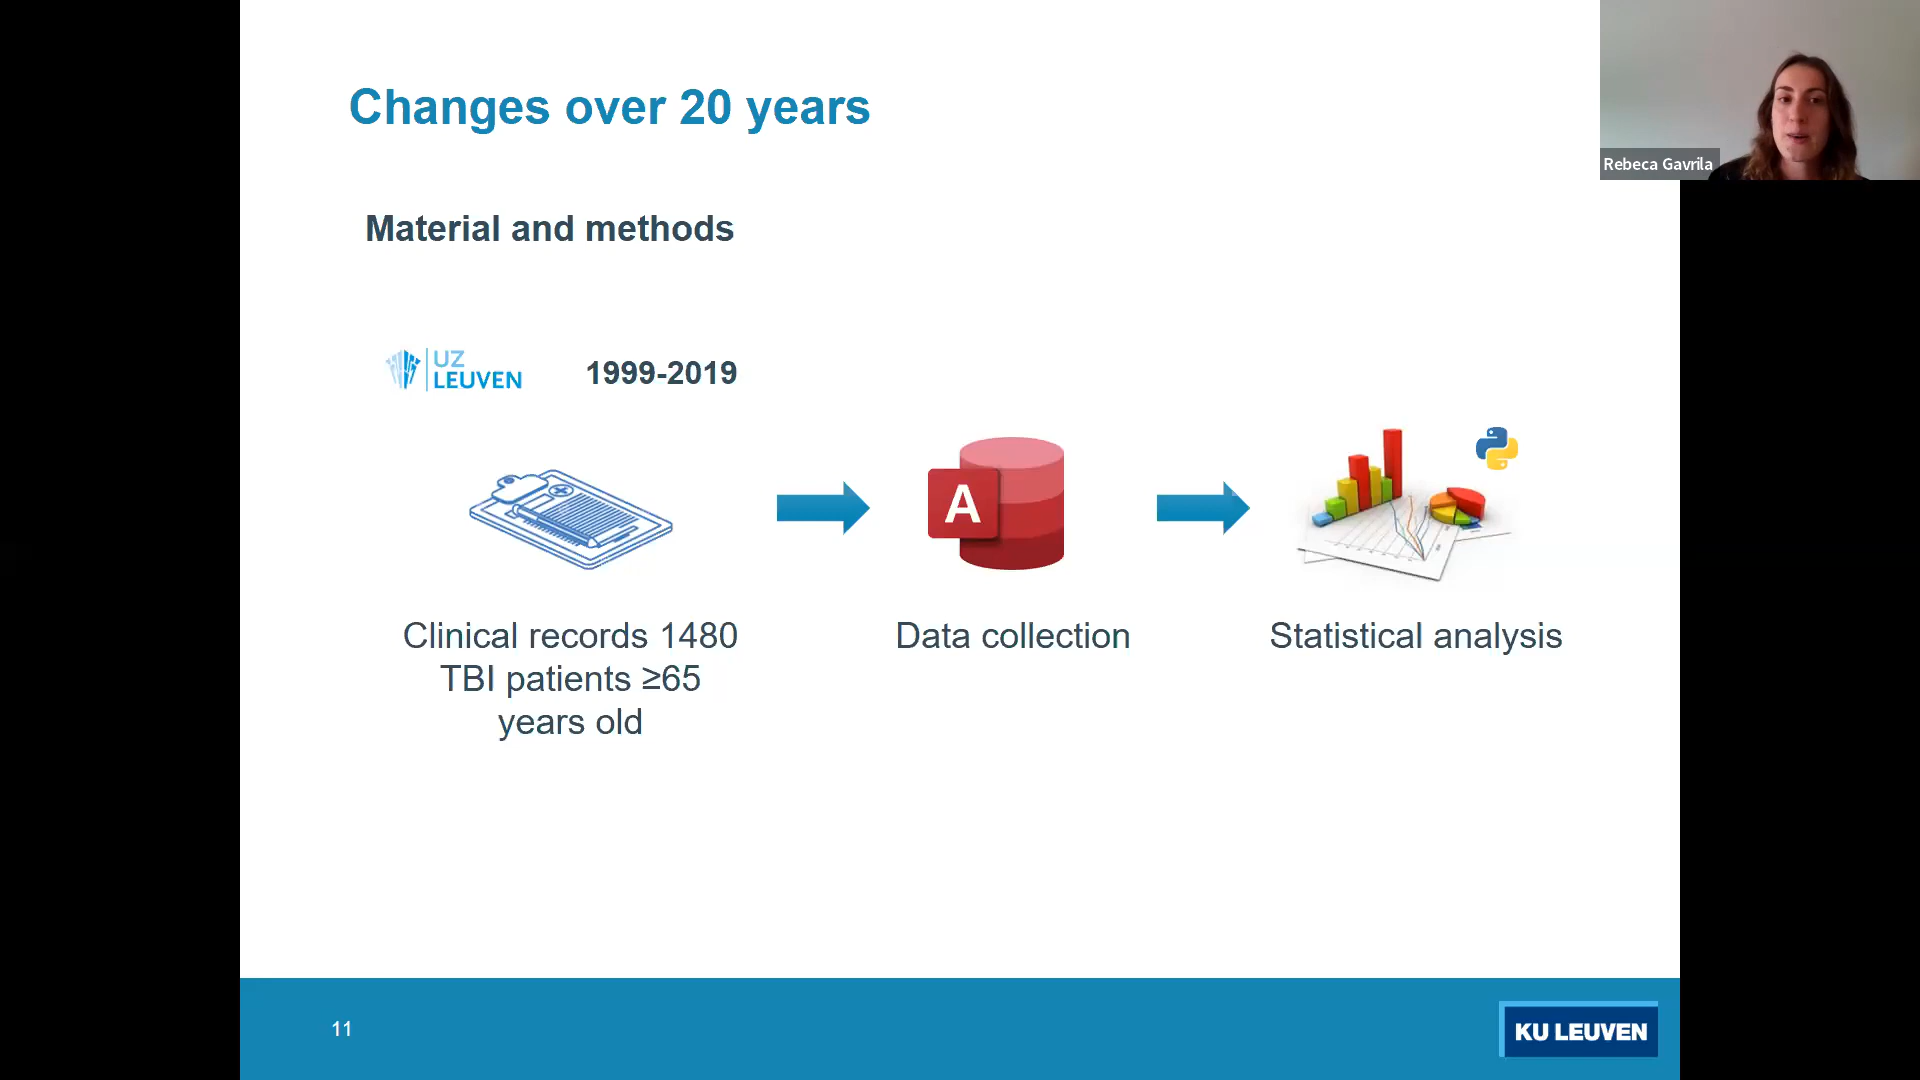 Changes over 20 years
Rebeca Gavrila
Material and methods
UZ
LEUVEN
1999-2019
A
Clinical records 1480
TBI patients ≥65
years old
Data collection
Statistical analysis
11
KU LEUVEN